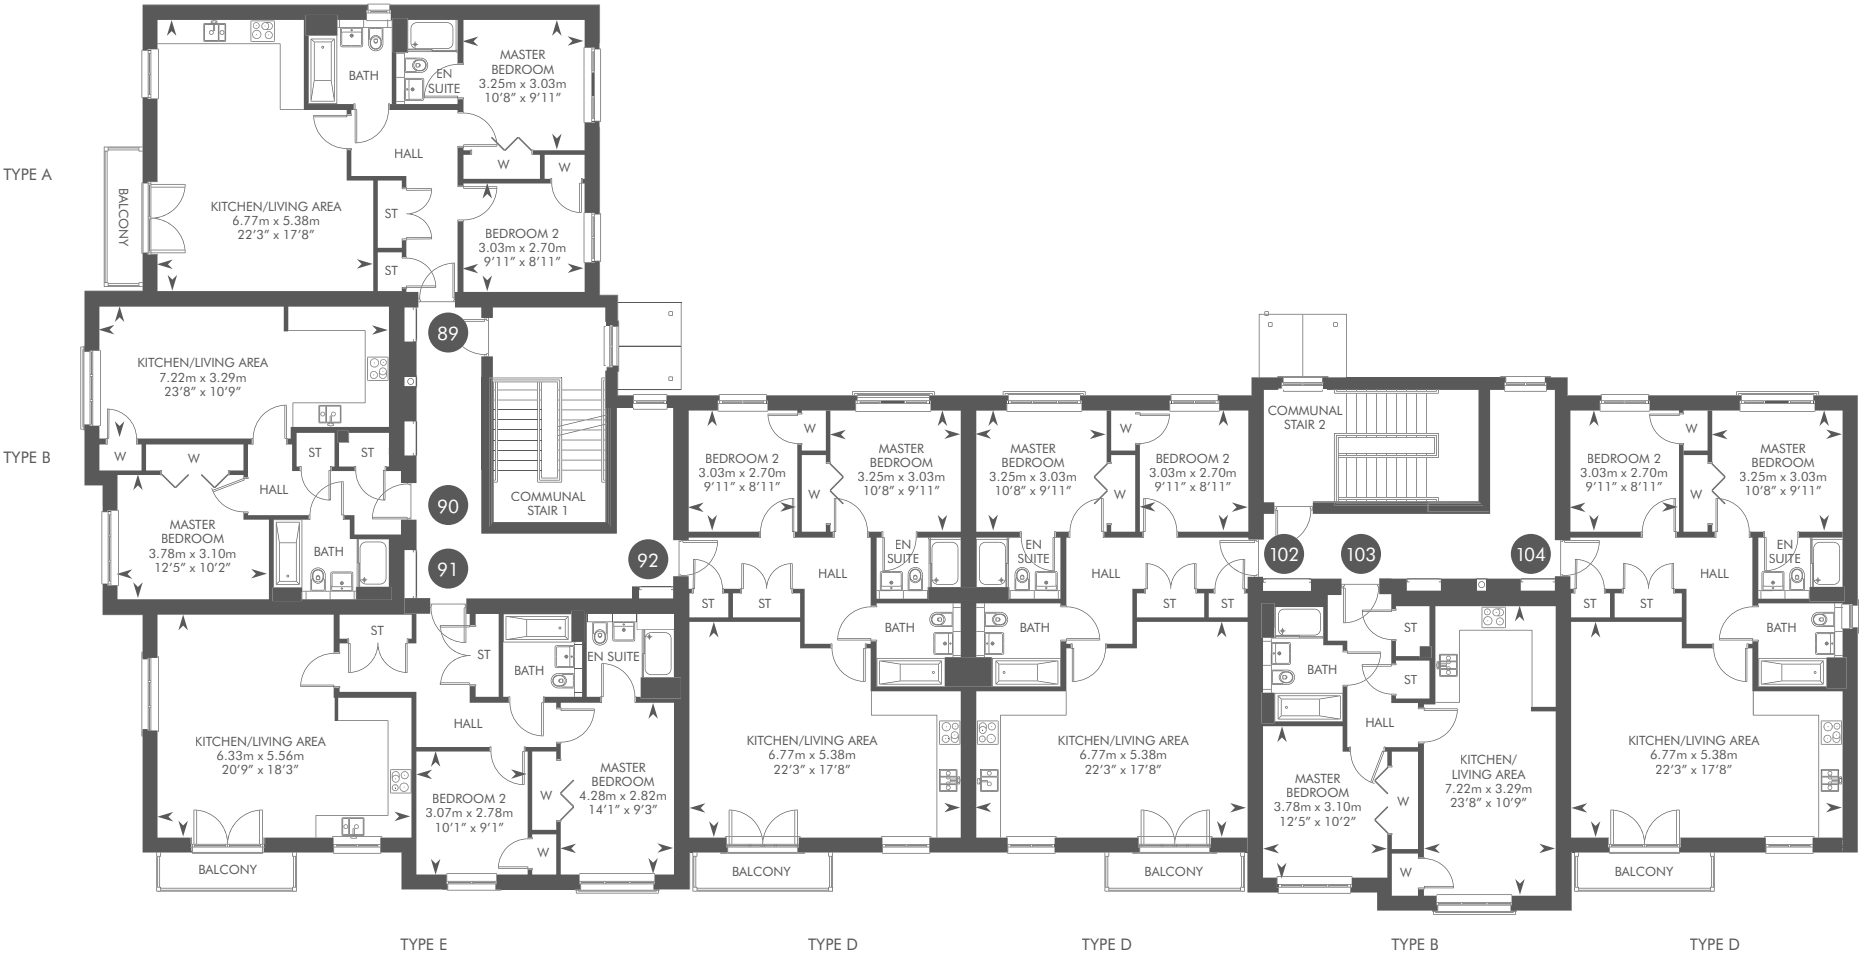 TYPE A
BALCONY
KITCHEN/LIVING AREA
6.77m x 5.38m
22'3" x 17'8"
BATH
EN
SUITE
MASTER
BEDROOM
3.25m x 3.03m
10'8" x 9'11"
HALL
W
W
ST
ST
BEDROOM 2
3.03m x 2.70m
9'11" x 8'11"
89
TYPE B
KITCHEN/LIVING AREA
7.22m x 3.29m
23'8" x 10'9"
W
W
ST
ST
HALL
MASTER
BEDROOM
3.78m x 3.10m
12'5" x 10'2"
BATH
90
91
COMMUNAL
STAIR 1
92
ST
ST
BATH
EN SUITE
HALL
KITCHEN/LIVING AREA
6.33m x 5.56m
20'9" x 18'3"
BEDROOM 2
3.07m x 2.78m
10'1" x 9'1"
W
W
MASTER
BEDROOM
4.28m x 2.82m
14'1" x 9'3"
BALCONY
TYPE E
BEDROOM 2
3.03m x 2.70m
9'11" x 8'11"
W
W
MASTER
BEDROOM
3.25m x 3.03m
10'8" x 9'11"
EN
SUITE
HALL
ST
ST
BATH
KITCHEN/LIVING AREA
6.77m x 5.38m
22'3" x 17'8"
BALCONY
TYPE D
MASTER
BEDROOM
3.25m x 3.03m
10'8" x 9'11"
W
W
BEDROOM 2
3.03m x 2.70m
9'11" x 8'11"
EN
SUITE
HALL
ST
ST
BATH
KITCHEN/LIVING AREA
6.77m x 5.38m
22'3" x 17'8"
BALCONY
TYPE D
COMMUNAL
STAIR 2
102
103
104
ST
ST
BATH
HALL
MASTER
BEDROOM
3.78m x 3.10m
12'5" x 10'2"
W
W
KITCHEN/
LIVING AREA
7.22m x 3.29m
23'8" x 10'9"
TYPE B
BEDROOM 2
3.03m x 2.70m
9'11" x 8'11"
W
W
MASTER
BEDROOM
3.25m x 3.03m
10'8" x 9'11"
EN
SUITE
HALL
ST
ST
BATH
KITCHEN/LIVING AREA
6.77m x 5.38m
22'3" x 17'8"
BALCONY
TYPE D